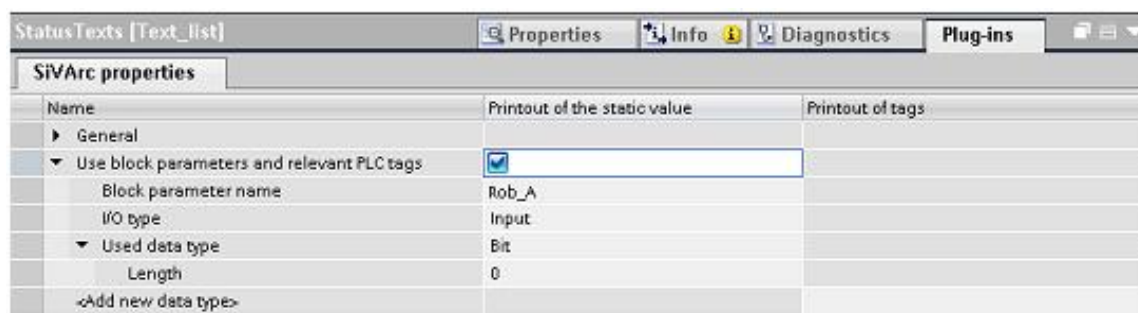 StatusTexts [Text_list] Properties Info Diagnostics Plug-ins
SiVArc properties
Name Printout of the static value Printout of tags
General
Use block parameters and relevant PLC tags
Block parameter name Rob_A
I/O type Input
Used data type Bit
Length 0
<Add new data type>